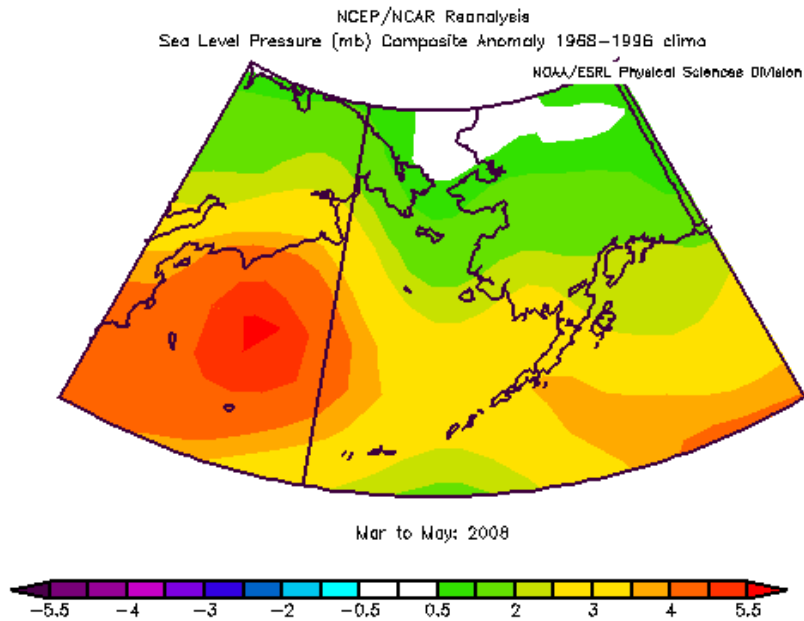 NCEP/NCAR Reanalysis
Sea Level Pressure (mb) Composite Anomaly 1968-1996 clima
NOAA/ESRL Physical Sciences Division
Mar to May: 2008
-5.5 -4 -3 -2 -0.5 0.5 2 3 4 5.5